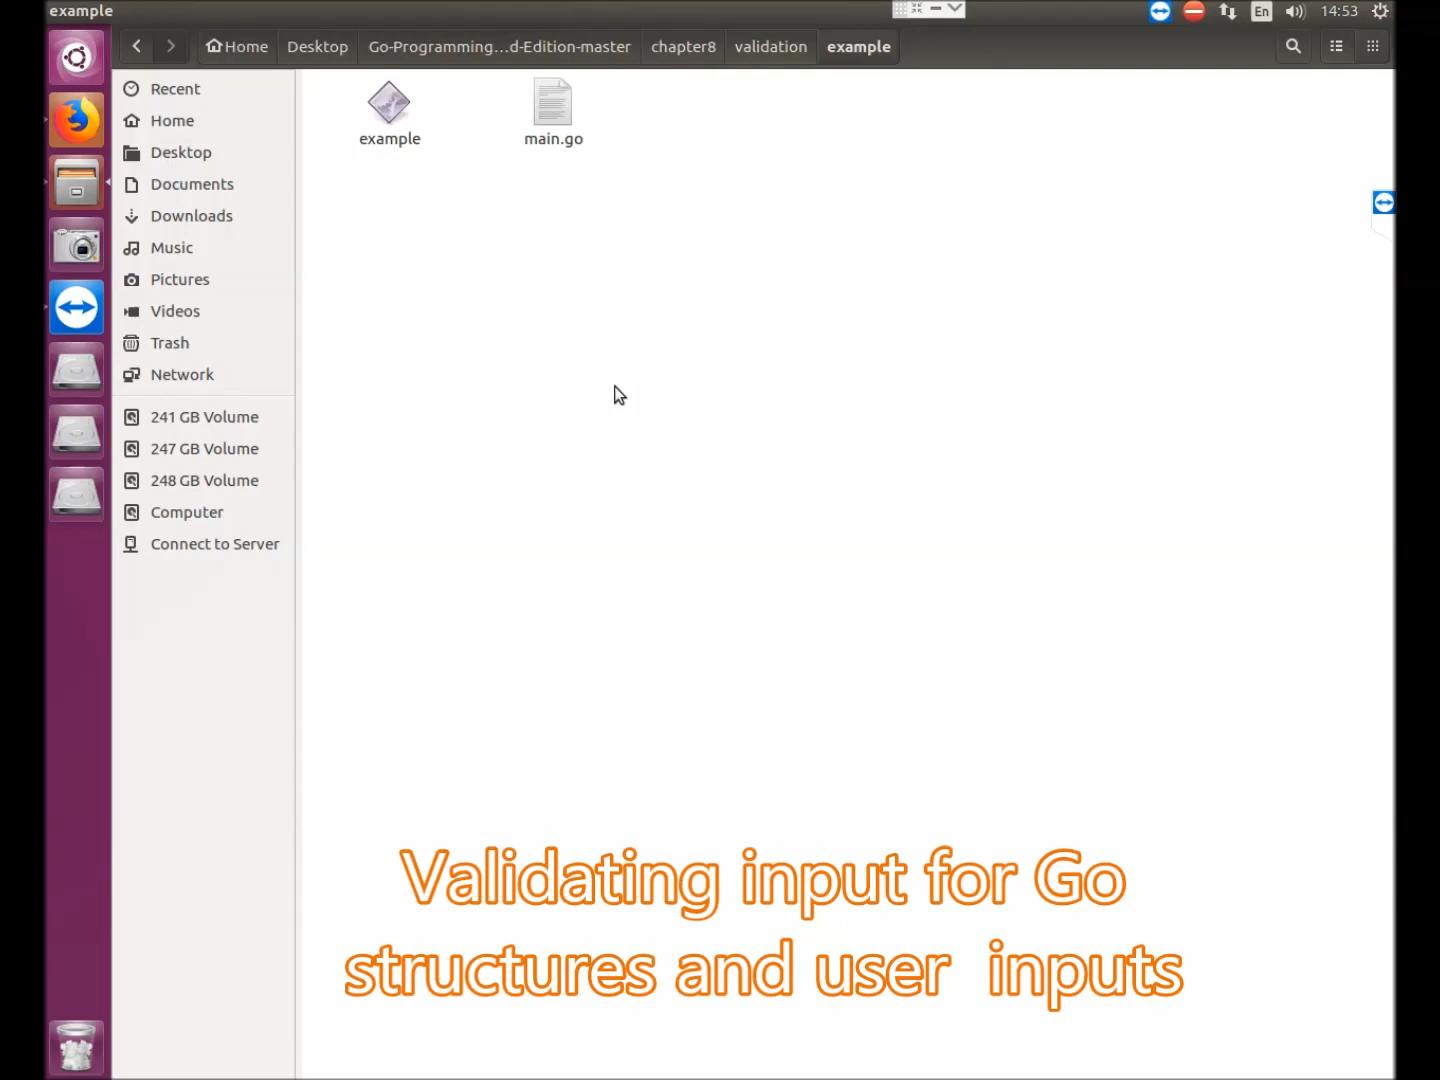 example
En
14:53
Home
Desktop
Go-Programming...d-Edition-master
chapter8
validation
example
Recent
Home
Desktop
Documents
Downloads
Music
Pictures
Videos
Trash
Network
241 GB Volume
247 GB Volume
248 GB Volume
Computer
Connect to Server
example
main.go
Validating input for Go
structures and user inputs